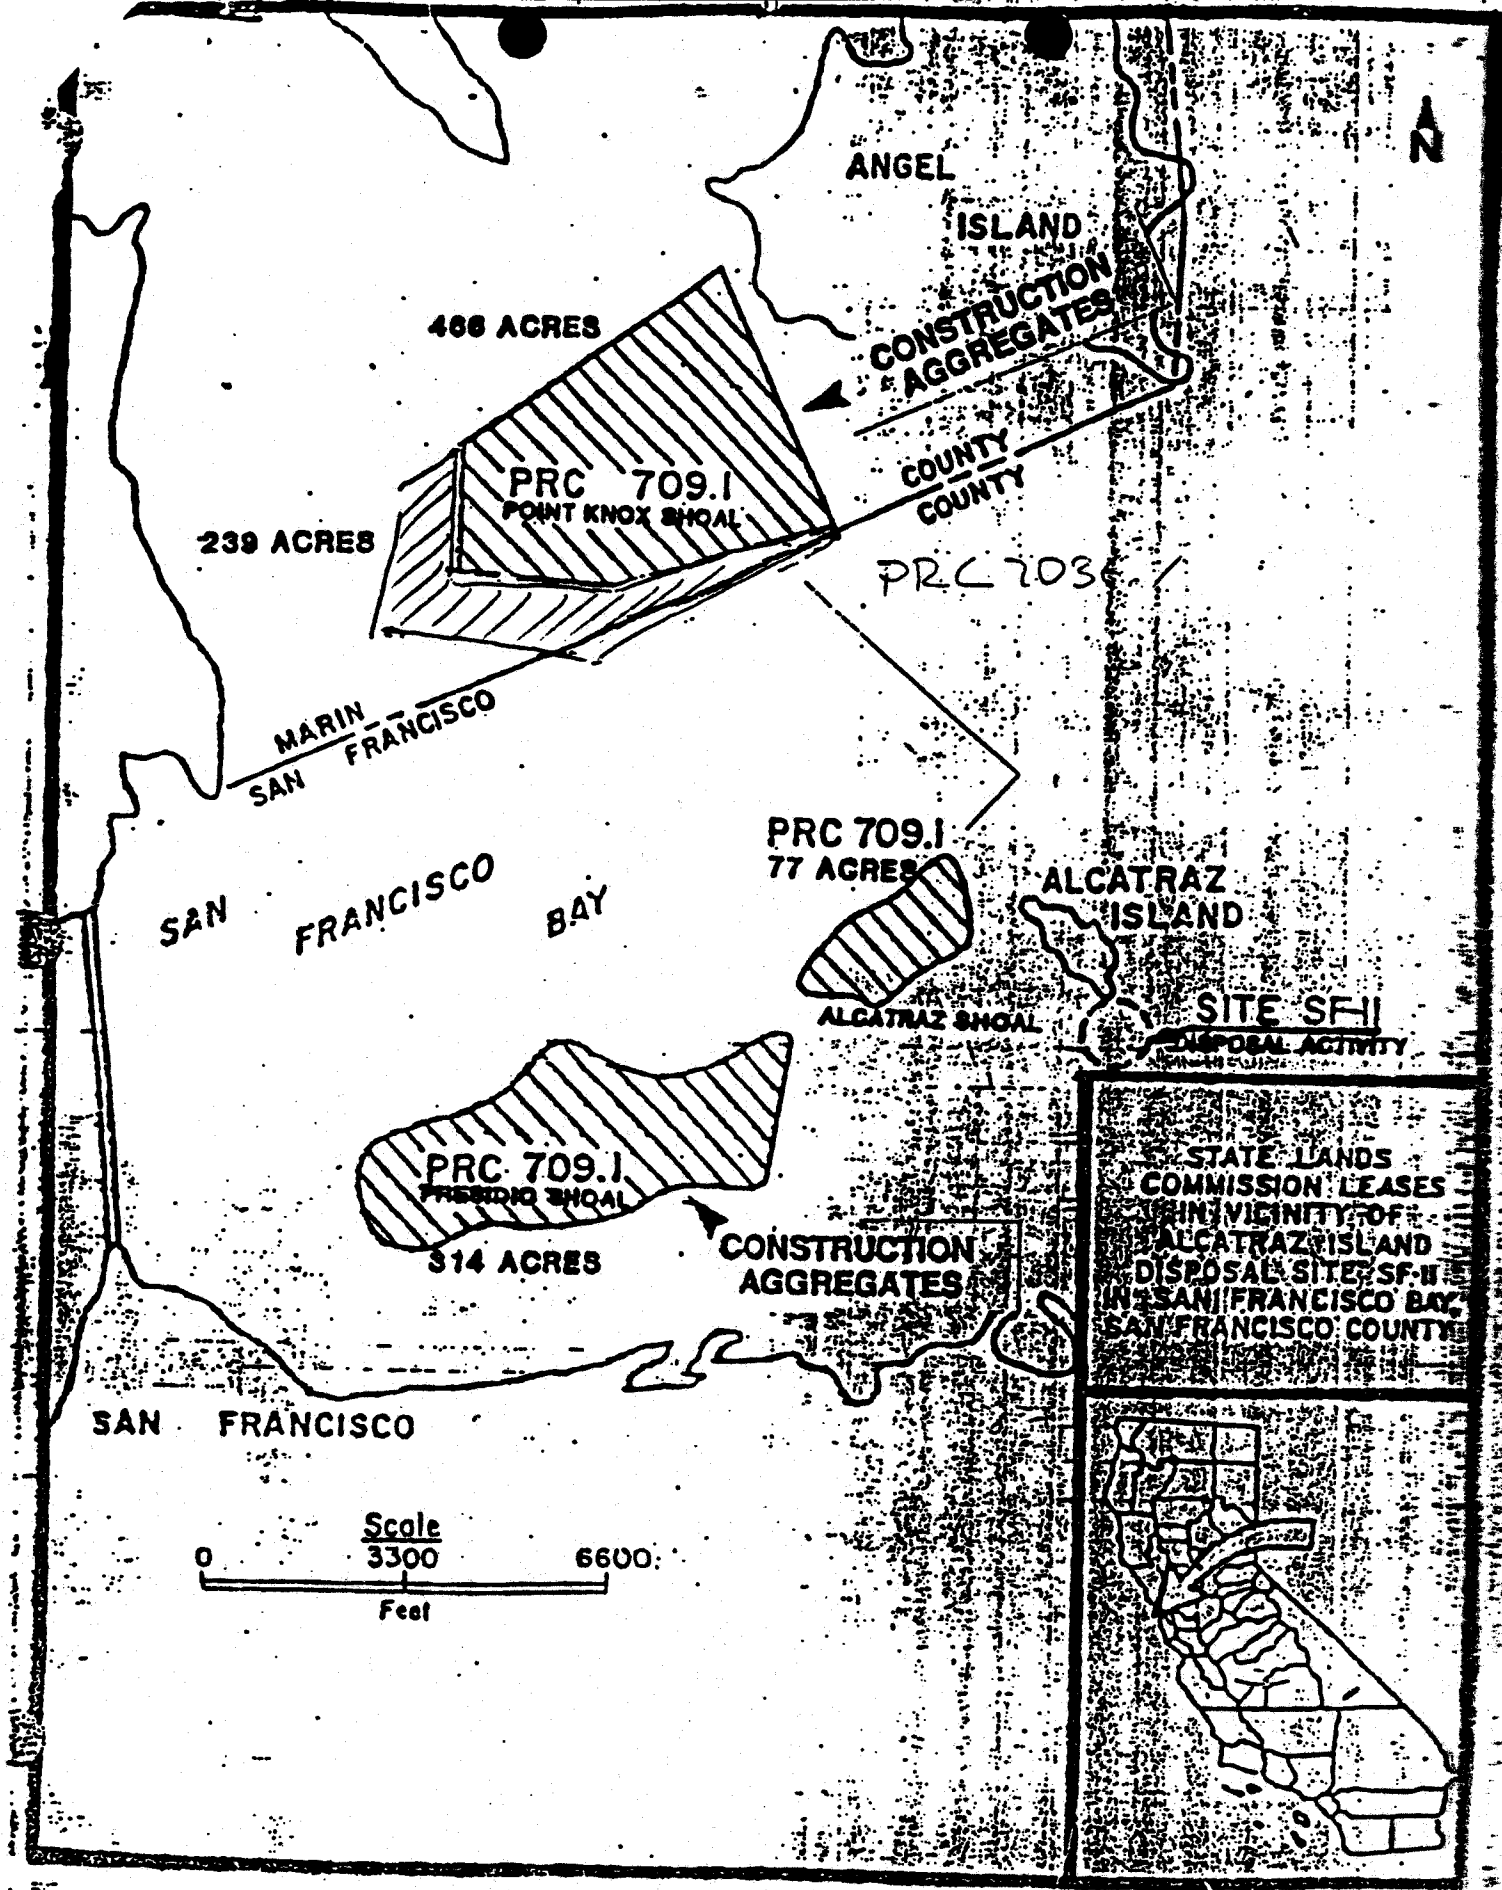 N
ANGEL
ISLAND
CONSTRUCTION
AGGREGATES
466 ACRES
PRC 709.1
POINT KNOX SHOAL
239 ACRES
COUNTY
COUNTY
MARIN
SAN FRANCISCO
SAN FRANCISCO BAY
PRC 709.1
77 ACRES
ALCATRAZ
ISLAND
ALCATRAZ SHOAL
SITE SF-11
DISPOSAL ACTIVITY
PRC 709.1
PRESIDIO SHOAL
314 ACRES
CONSTRUCTION
AGGREGATES
SAN FRANCISCO
STATE LANDS
COMMISSION LEASES
IN VICINITY OF
ALCATRAZ ISLAND
DISPOSAL SITE SF-11
IN SAN FRANCISCO BAY,
SAN FRANCISCO COUNTY
Scale
0 3300 6600
Feet